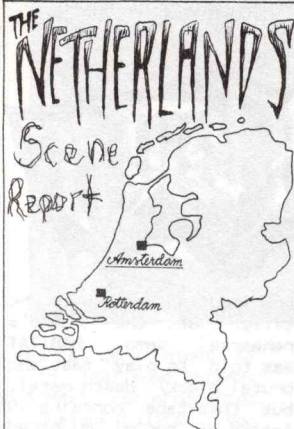 THE
NETHERLANDS
Scene
Report
Amsterdam
Rotterdam